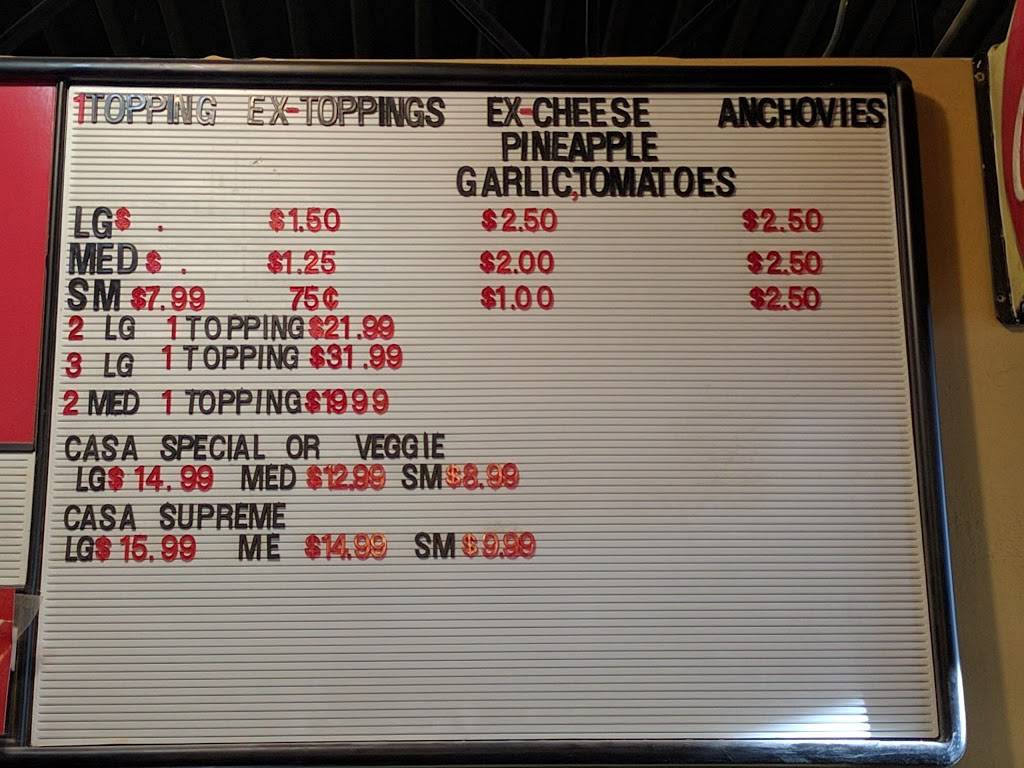 1 TOPPING EX-TOPPINGS EX-CHEESE ANCHOVIES
PINEAPPLE
GARLIC,TOMATOES
LG $ . $1.50 $2.50 $2.50
MED $ . $1.25 $2.00 $2.50
SM $7.99 75¢ $1.00 $2.50
2 LG 1 TOPPING $21.99
3 LG 1 TOPPING $31.99
2 MED 1 TOPPING $1999
CASA SPECIAL OR VEGGIE
LG $14.99 MED $12.99 SM $8.99
CASA SUPREME
LG $15.99 ME $14.99 SM $9.99